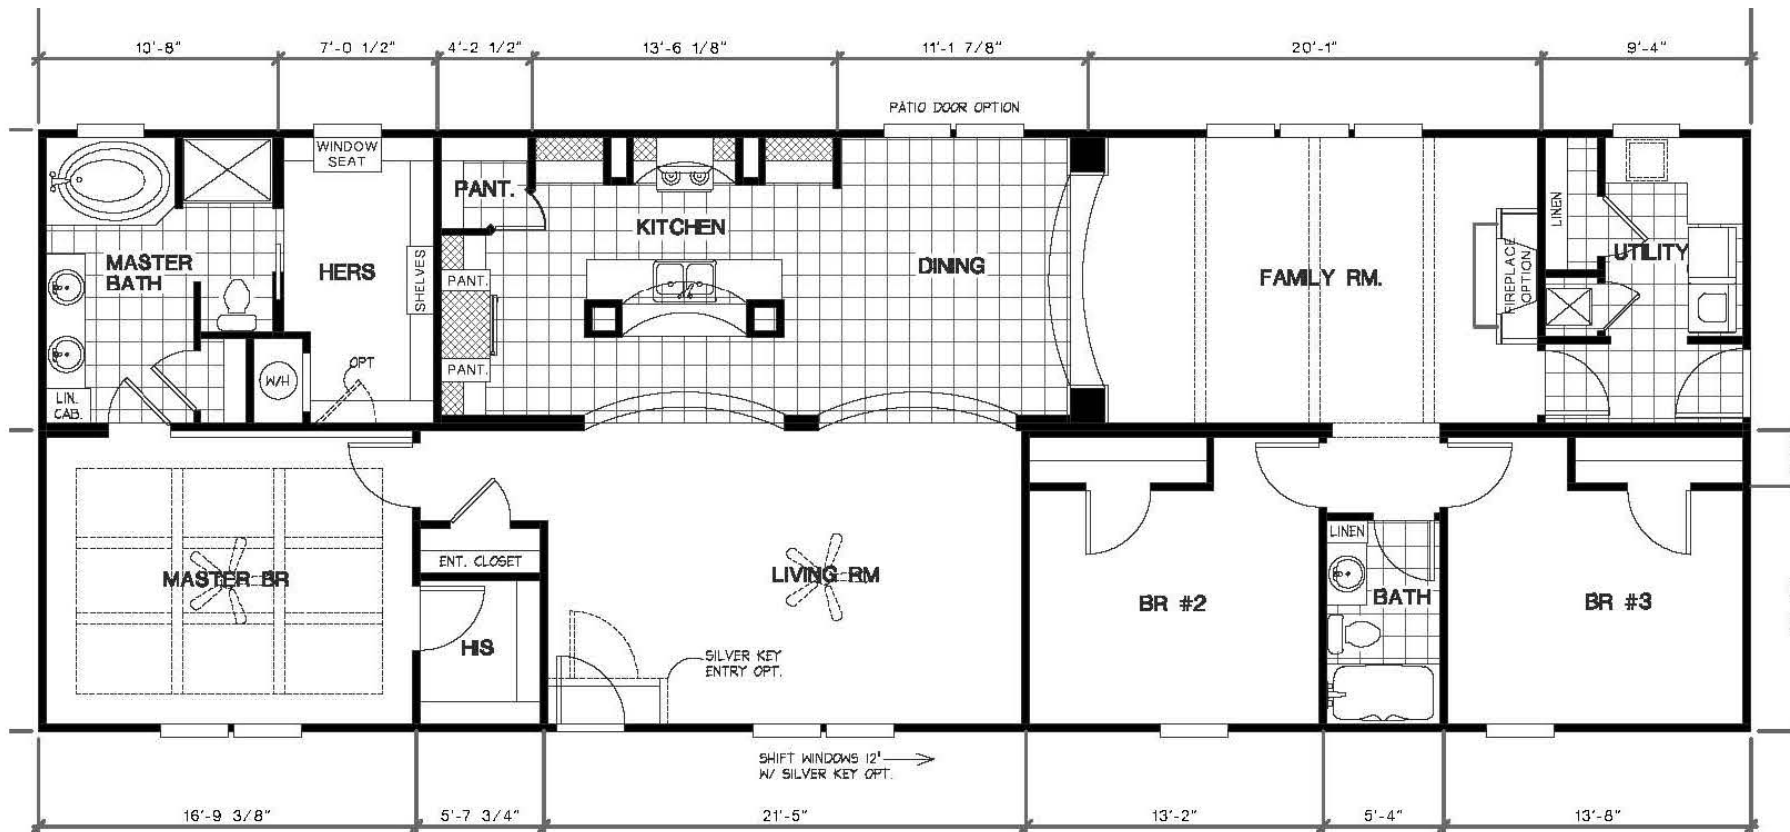 13'-8"
7'-0 1/2"
4'-2 1/2"
13'-6 1/8"
11'-1 7/8"
20'-1"
9'-4"
PATIO DOOR OPTION
WINDOW
SEAT
PANT.
KITCHEN
MASTER
BATH
HERS
SHELVES
PANT.
DINING
FAMILY RM.
FIREPLACE
OPTION
LINEN
UTILITY
W/H
OPT
PANT.
LIN.
CAB.
ENT. CLOSET
MASTER BR
HIS
LIVING RM
SILVER KEY
ENTRY OPT.
BR #2
LINEN
BATH
BR #3
SHIFT WINDOWS 12"
W/ SILVER KEY OPT.
16'-9 3/8"
5'-7 3/4"
21'-5"
13'-2"
5'-4"
13'-8"